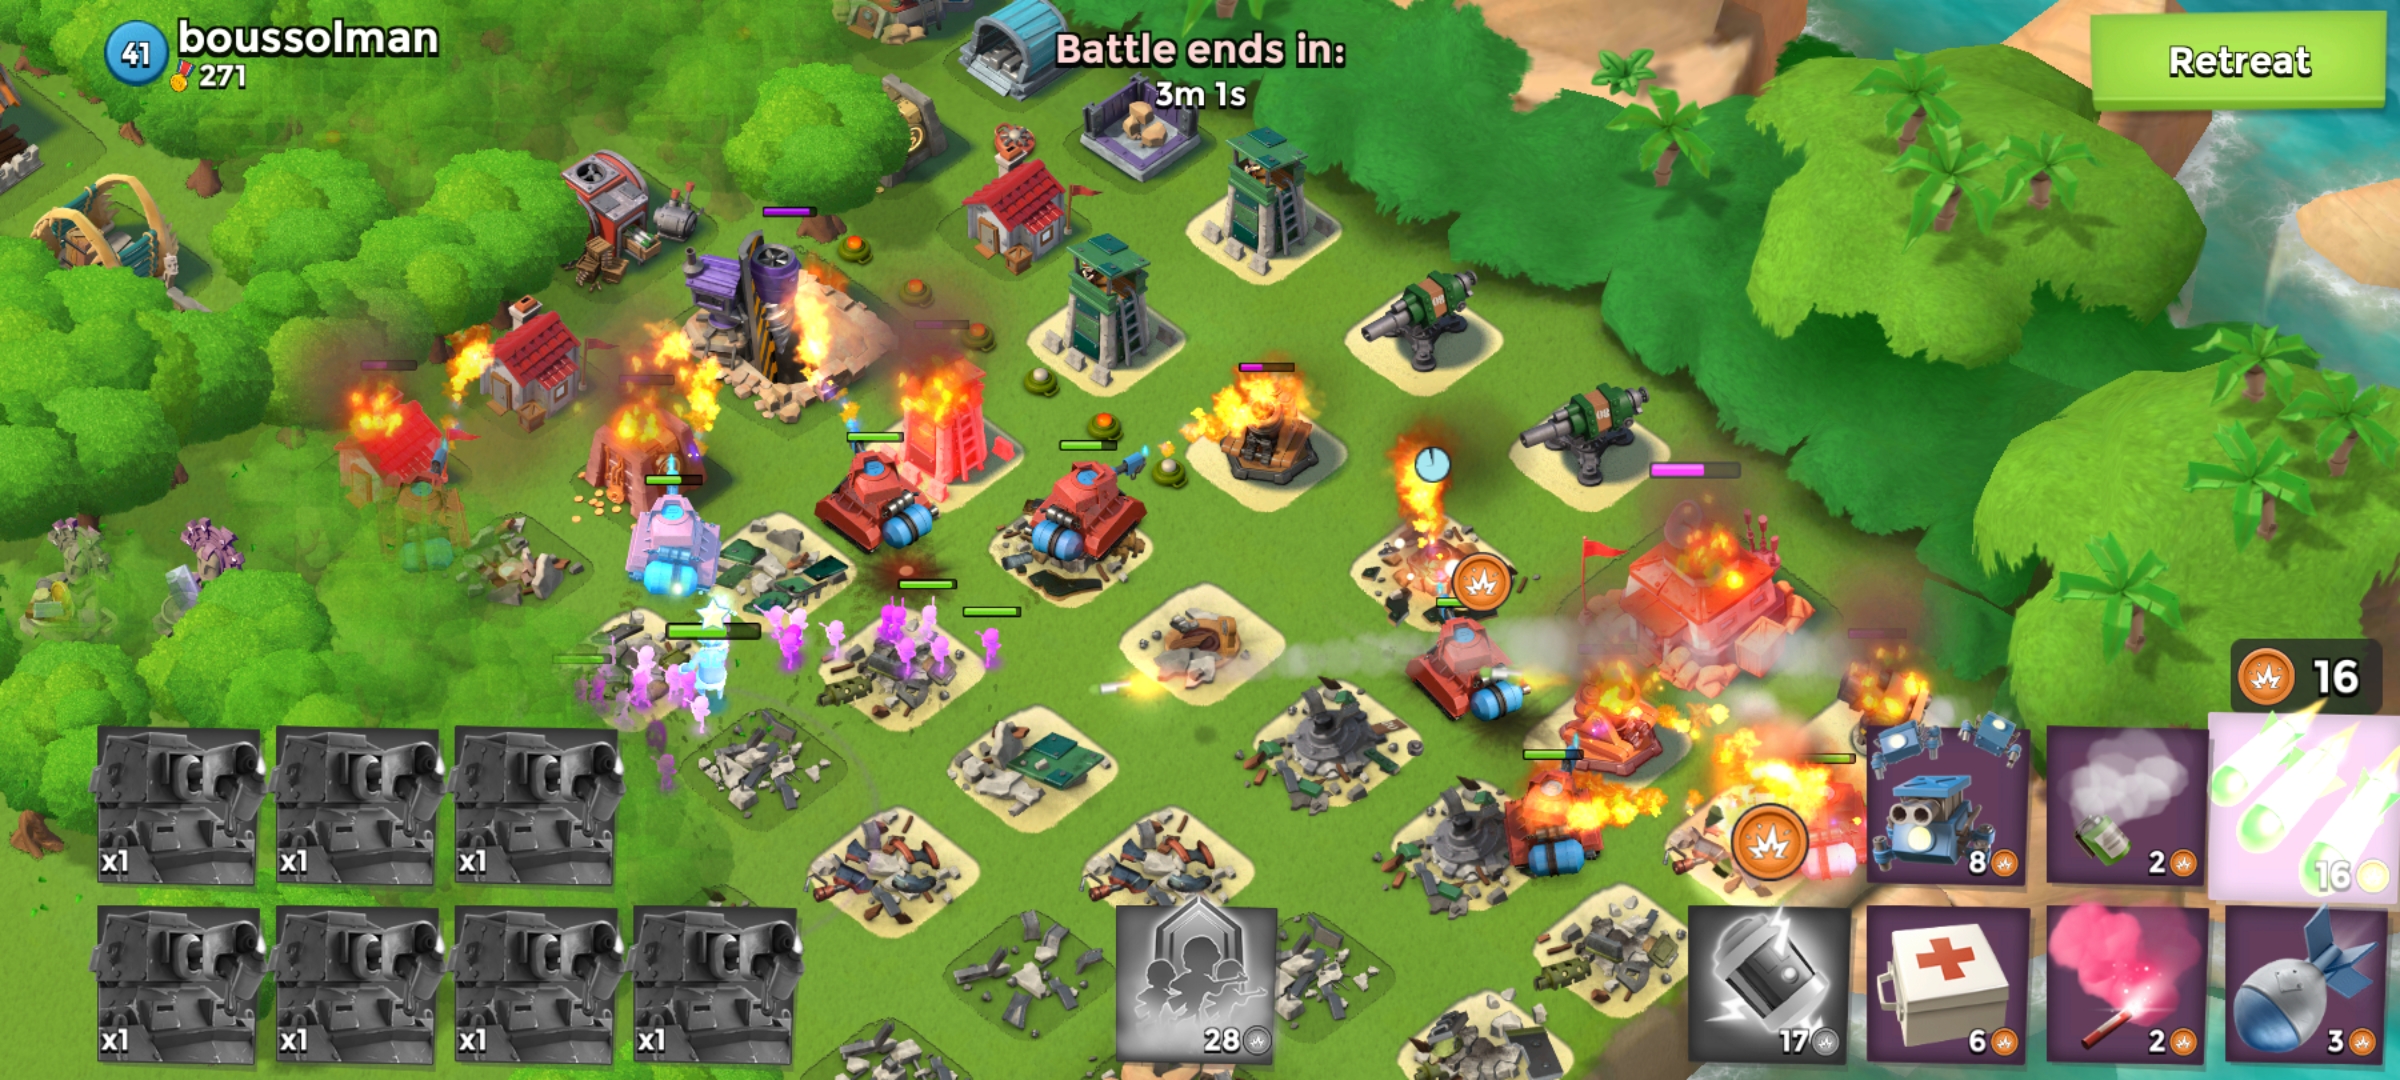 41
boussolman
271
Battle ends in:
3m 1s
Retreat
16
x1
x1
x1
8
2
16
x1
x1
x1
x1
28
17
6
2
3